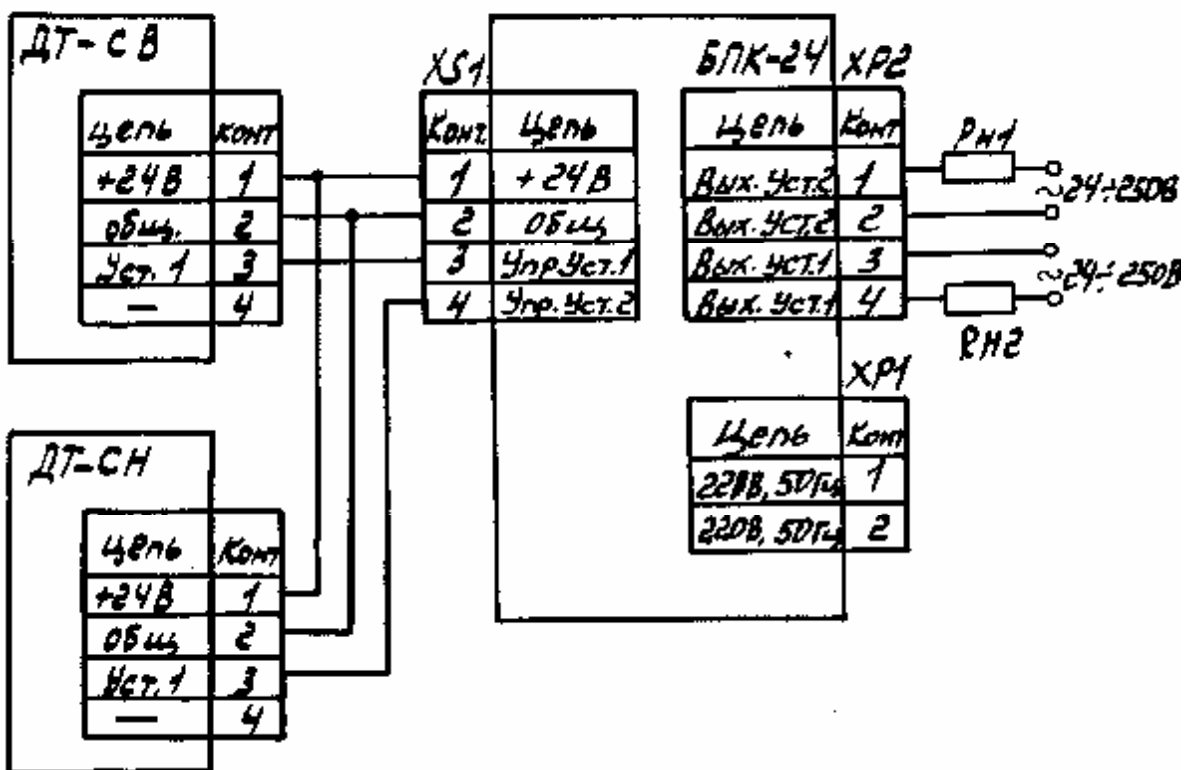 ДТ-СВ
Цепь Конт
+24В 1
общ. 2
Уст. 1 3
— 4
XS1
Конт Цепь
1 +24В
2 общ
3 Упр Уст.1
4 Упр. Уст. 2
БПК-24 XP2
Цепь Конт
Вых. Уст.2 1
Вых. Уст.2 2
Вых. Уст.1 3
Вых. Уст.1 4
Рн1
~24÷250В
~24÷250В
RН2
XP1
Цепь Конт
220В, 50Гц 1
220В, 50Гц 2
ДТ-СН
Цепь Конт
+24В 1
общ 2
Уст. 1 3
— 4